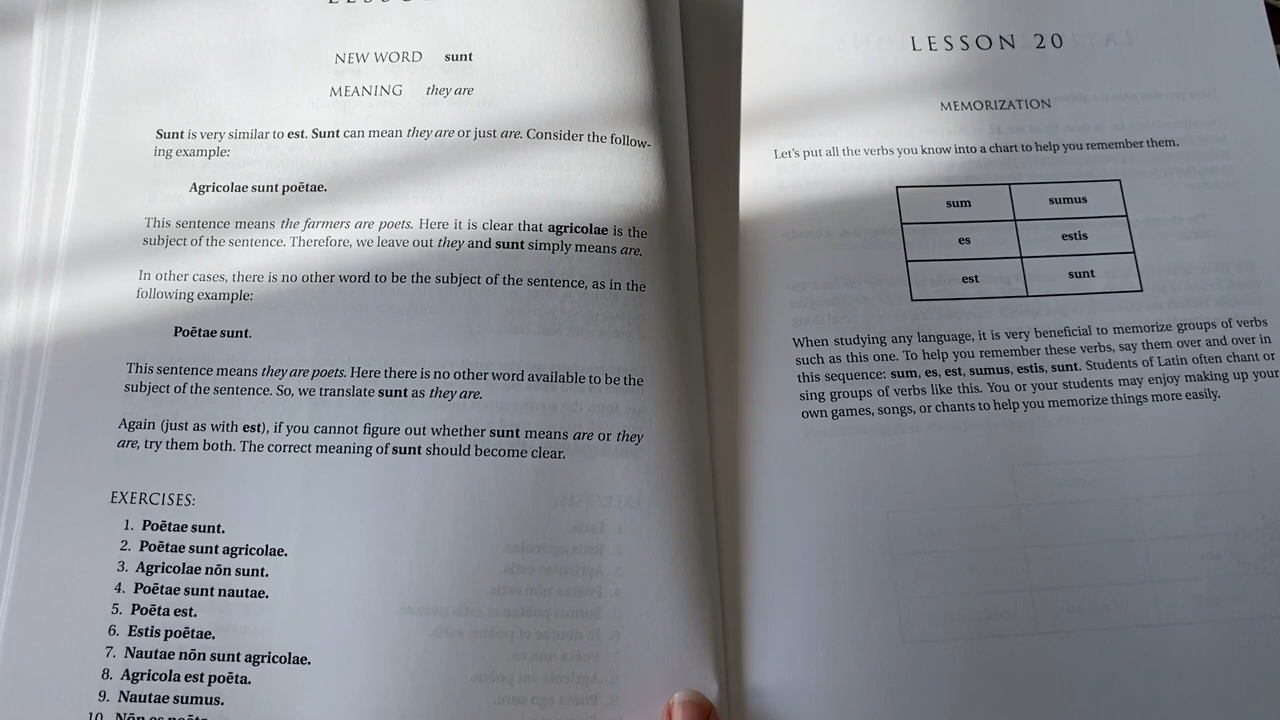 NEW WORD sunt
MEANING they are
Sunt is very similar to est. Sunt can mean they are or just are. Consider the follow-
ing example:
Agricolae sunt poētae.
This sentence means the farmers are poets. Here it is clear that agricolae is the
subject of the sentence. Therefore, we leave out they and sunt simply means are.
In other cases, there is no other word to be the subject of the sentence, as in the
following example:
Poētae sunt.
This sentence means they are poets. Here there is no other word available to be the
subject of the sentence. So, we translate sunt as they are.
Again (just as with est), if you cannot figure out whether sunt means are or they
are, try them both. The correct meaning of sunt should become clear.
EXERCISES:
1. Poētae sunt.
2. Poētae sunt agricolae.
3. Agricolae nōn sunt.
4. Poētae sunt nautae.
5. Poēta est.
6. Estis poētae.
7. Nautae nōn sunt agricolae.
8. Agricola est poēta.
9. Nautae sumus.
10. Nōn es poēta
LESSON 20
MEMORIZATION
Let's put all the verbs you know into a chart to help you remember them.
sum sumus
es estis
est sunt
When studying any language, it is very beneficial to memorize groups of verbs
such as this one. To help you remember these verbs, say them over and over in
this sequence: sum, es, est, sumus, estis, sunt. Students of Latin often chant or
sing groups of verbs like this. You or your students may enjoy making up your
own games, songs, or chants to help you memorize things more easily.